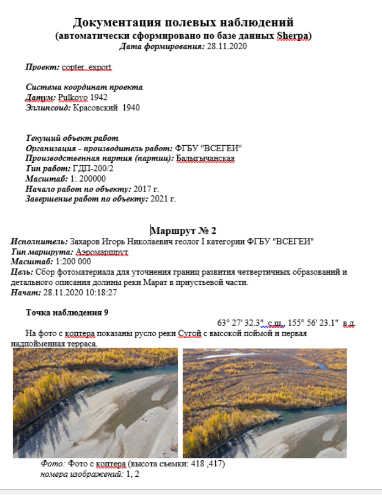 Документация полевых наблюдений
(автоматически сформировано по базе данных Sherpa)
Дата формирования: 28.11.2020
Проект: copter_export
Система координат проекта
Датум: Pulkovo 1942
Эллипсоид: Красовский 1940
Текущий объект работ
Организация - производитель работ: ФГБУ "ВСЕГЕИ"
Производственная партия (партии): Балыгычанская
Тип работ: ГДП-200/2
Масштаб: 1: 200000
Начало работ по объекту: 2017 г.
Завершение работ по объекту: 2021 г.
Маршрут № 2
Исполнитель: Захаров Игорь Николаевич геолог I категории ФГБУ "ВСЕГЕИ"
Тип маршрута: Аэромаршрут
Масштаб: 1:200 000
Цель: Сбор фотоматериала для уточнения границ развития четвертичных образований и
детального описания долины реки Марат в приустьевой части.
Начат: 28.11.2020 10:18:27
Точка наблюдения 9
63° 27' 32.3" с.ш., 155° 56' 23.1" в.д.
На фото с коптера показаны русло реки Сугой с высокой поймой и первая
надпойменная терраса.
Фото: Фото с коптера (высота съемки: 418 ,417)
номера изображений: 1, 2